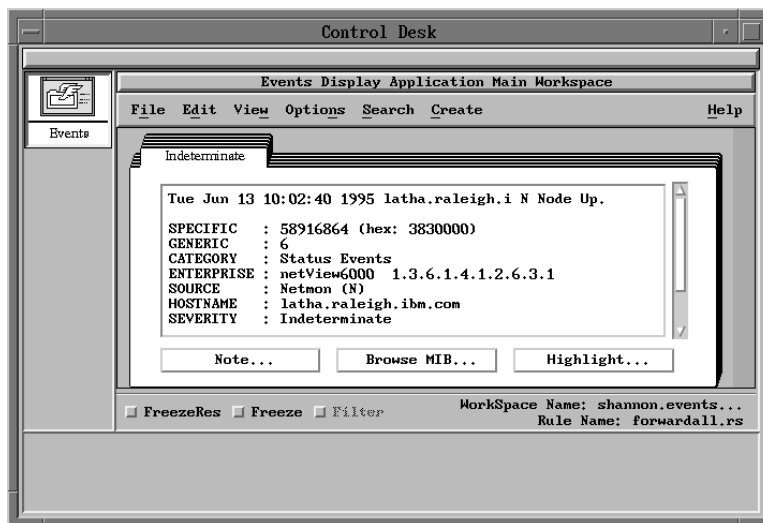 Control Desk
Events Display Application Main Workspace
File Edit View Options Search Create Help
Events
Indeterminate
Tue Jun 13 10:02:40 1995 latha.raleigh.i N Node Up.
SPECIFIC : 58916864 (hex: 3830000)
GENERIC : 6
CATEGORY : Status Events
ENTERPRISE : netView6000 1.3.6.1.4.1.2.6.3.1
SOURCE : Netmon (N)
HOSTNAME : latha.raleigh.ibm.com
SEVERITY : Indeterminate
Note... Browse MIB... Highlight...
FreezeRes Freeze Filter WorkSpace Name: shannon.events...
Rule Name: forwardall.rs